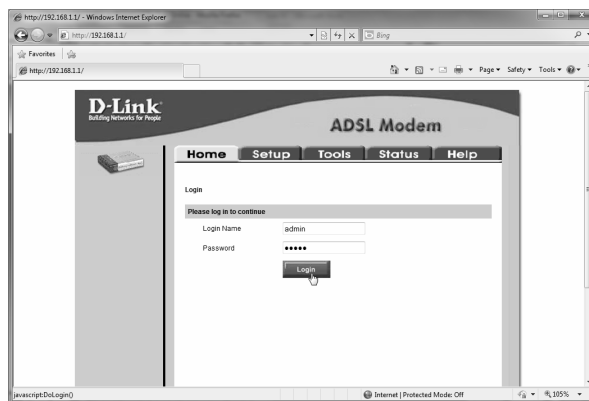 http://192.168.1.1/ - Windows Internet Explorer
http://192.168.1.1/
Bing
Favorites
http://192.168.1.1/
Page Safety Tools
D-Link
Building Networks for People
ADSL Modem
Home Setup Tools Status Help
Login
Please log in to continue
Login Name admin
Password •••••
Login
javascript:DoLogin()
Internet | Protected Mode: Off
105%